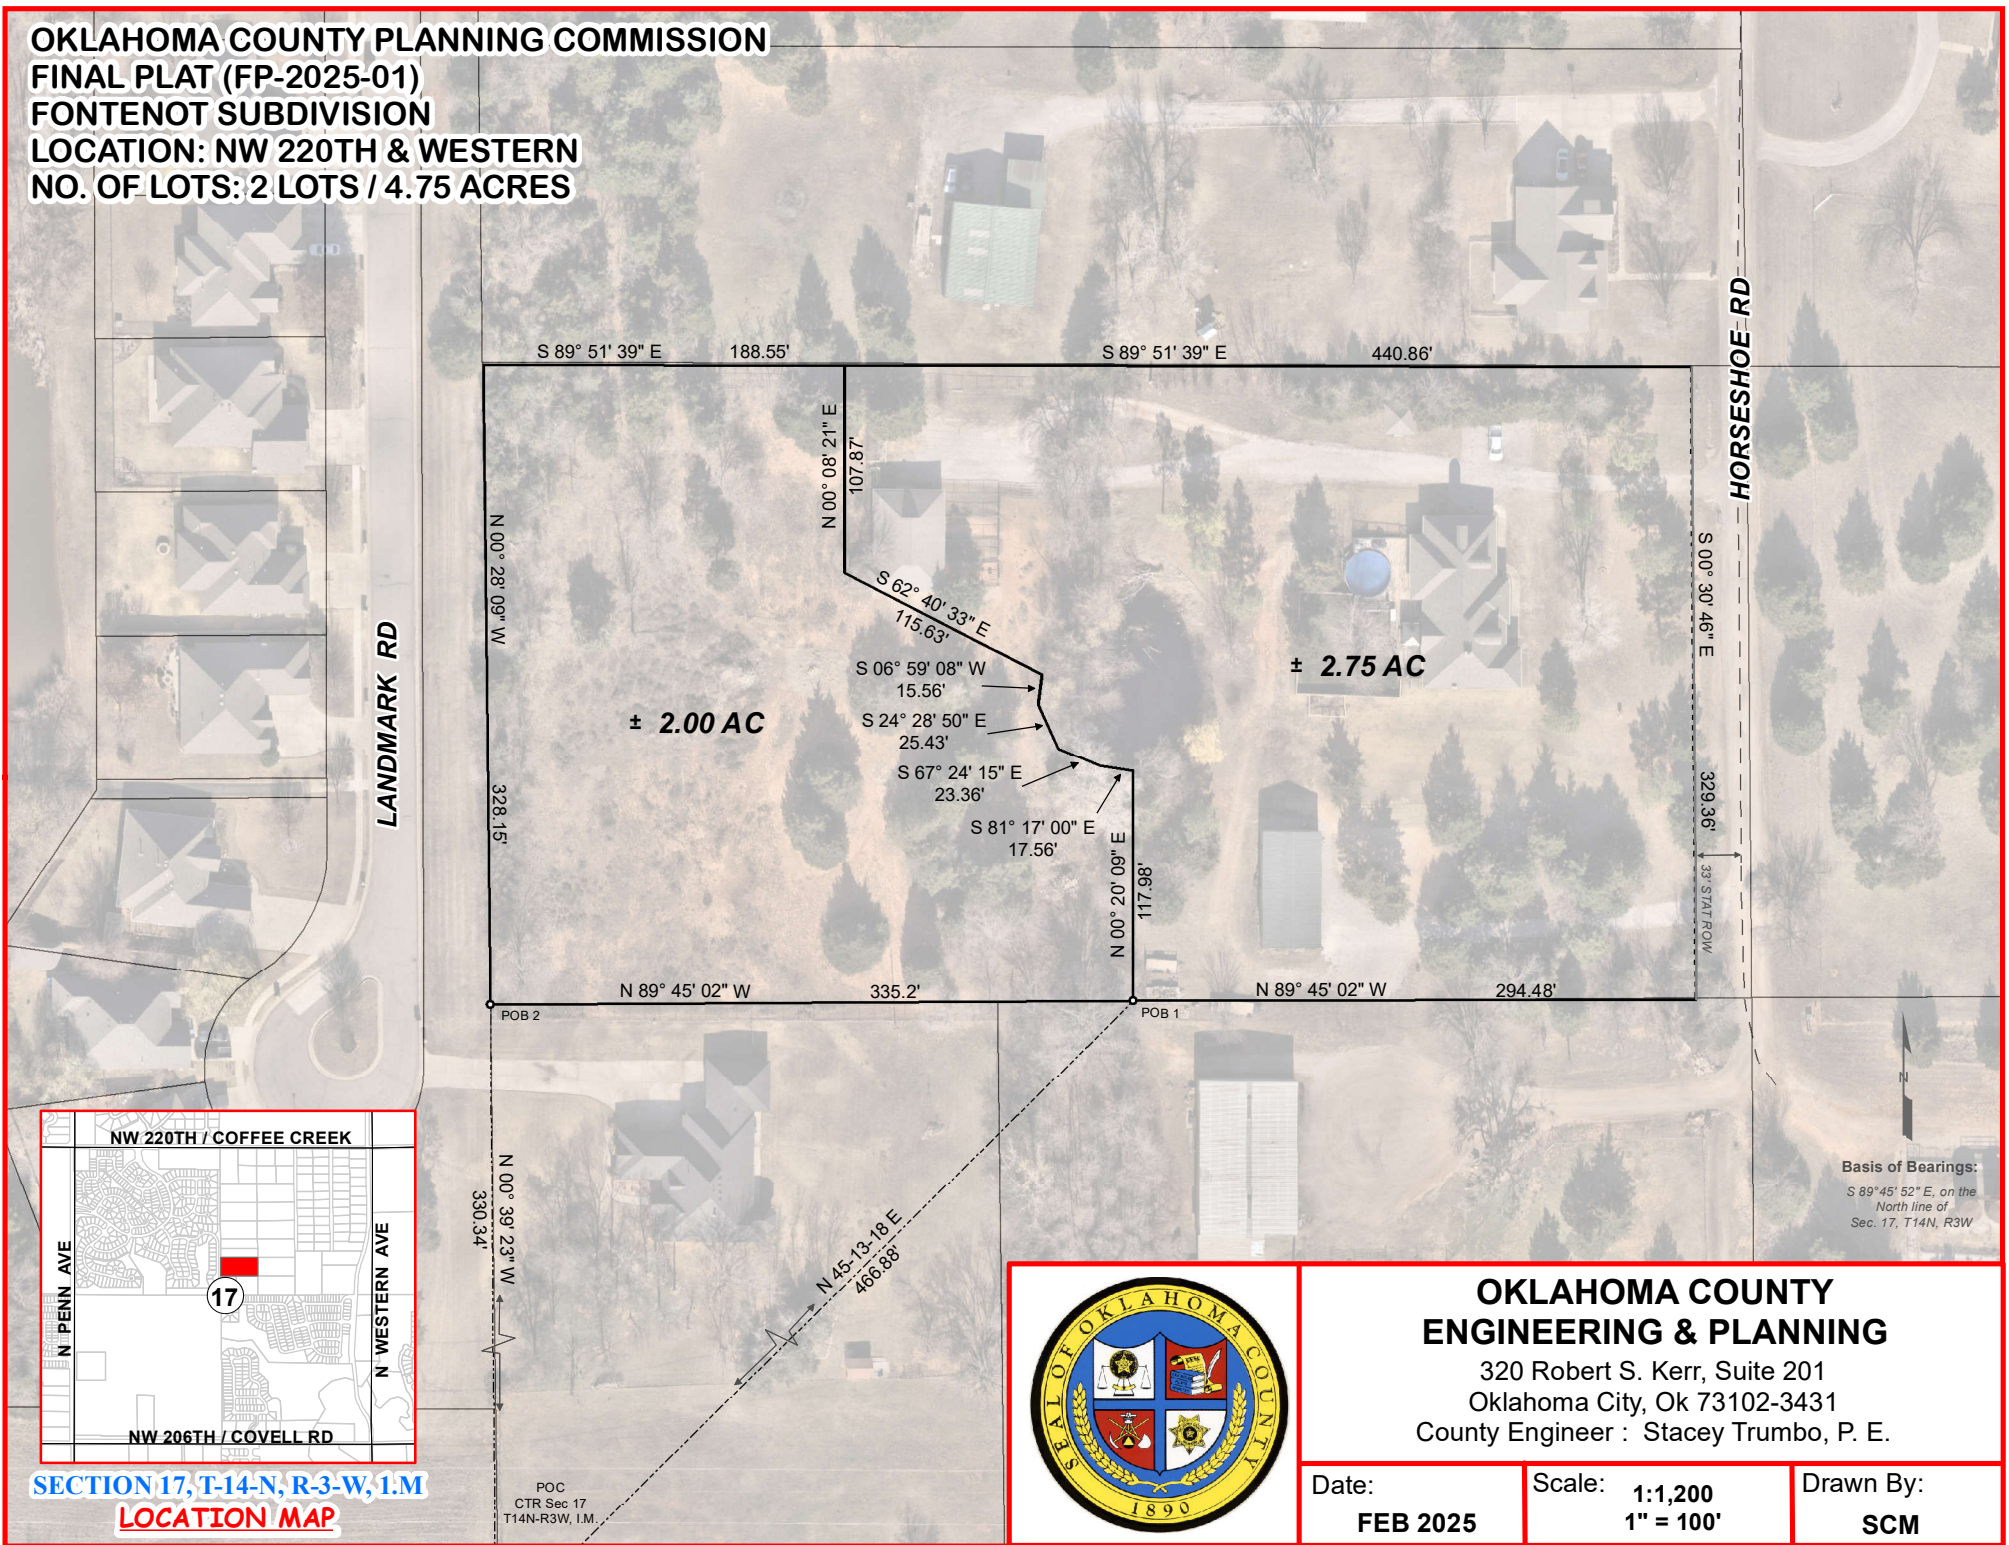 OKLAHOMA COUNTY PLANNING COMMISSION
FINAL PLAT (FP-2025-01)
FONTENOT SUBDIVISION
LOCATION: NW 220TH & WESTERN
NO. OF LOTS: 2 LOTS / 4.75 ACRES
S 89° 51' 39" E
188.55'
S 89° 51' 39" E
440.86'
HORSESHOE RD
N 00° 08' 21" E
107.87'
N 00° 28' 09" W
328.15'
S 62° 40' 33" E
115.63'
S 00° 30' 46" E
329.36'
LANDMARK RD
S 06° 59' 08" W
15.56'
± 2.75 AC
± 2.00 AC
S 24° 28' 50" E
25.43'
S 67° 24' 15" E
23.36'
S 81° 17' 00" E
17.56'
N 00° 20' 09" E
117.98'
33' STAT ROW
N 89° 45' 02" W
335.2'
N 89° 45' 02" W
294.48'
POB 2
POB 1
N
N 00° 39' 23" W
330.34'
N 45-13-18 E
466.88'
Basis of Bearings:
S 89°45' 52" E, on the
North line of
Sec. 17, T14N, R3W
NW 220TH / COFFEE CREEK
N PENN AVE
N WESTERN AVE
17
NW 206TH / COVELL RD
SECTION 17, T-14-N, R-3-W, 1.M
LOCATION MAP
POC
CTR Sec 17
T14N-R3W, I.M.
SEAL OF OKLAHOMA COUNTY
1890
OKLAHOMA COUNTY
ENGINEERING & PLANNING
320 Robert S. Kerr, Suite 201
Oklahoma City, Ok 73102-3431
County Engineer : Stacey Trumbo, P. E.
Date:
FEB 2025
Scale:
1:1,200
1" = 100'
Drawn By:
SCM